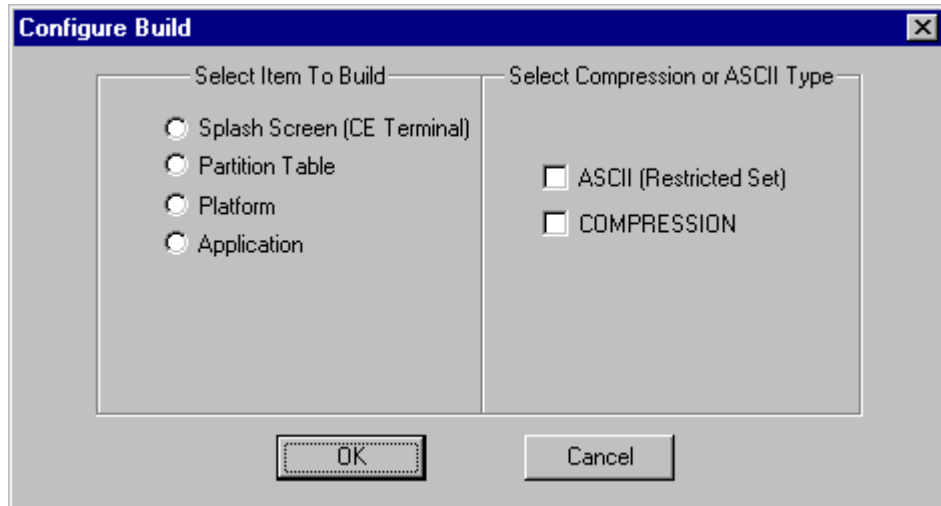 Configure Build
Select Item To Build
Splash Screen (CE Terminal)
Partition Table
Platform
Application
Select Compression or ASCII Type
ASCII (Restricted Set)
COMPRESSION
OK
Cancel